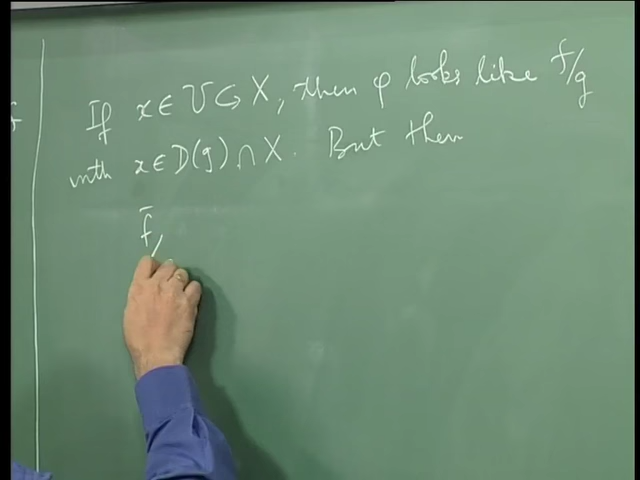 If x ∈ U ⊂ X, then φ looks like f/g
with x ∈ D(g) ∩ X. But then
f̄/